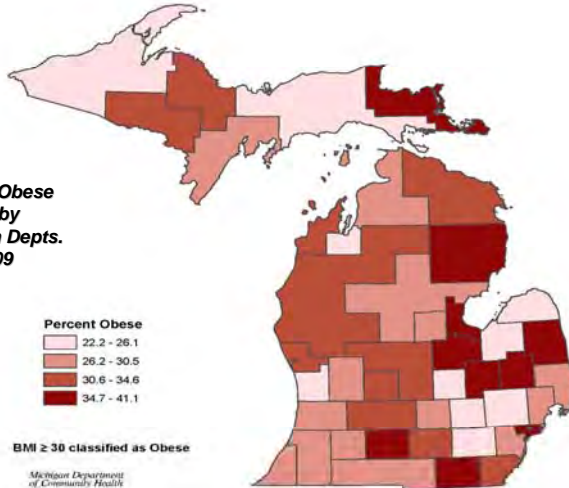 Obese
by
Depts.
09
Percent Obese
22.2 - 26.1
26.2 - 30.5
30.6 - 34.6
34.7 - 41.1
BMI ≥ 30 classified as Obese
Michigan Department
of Community Health